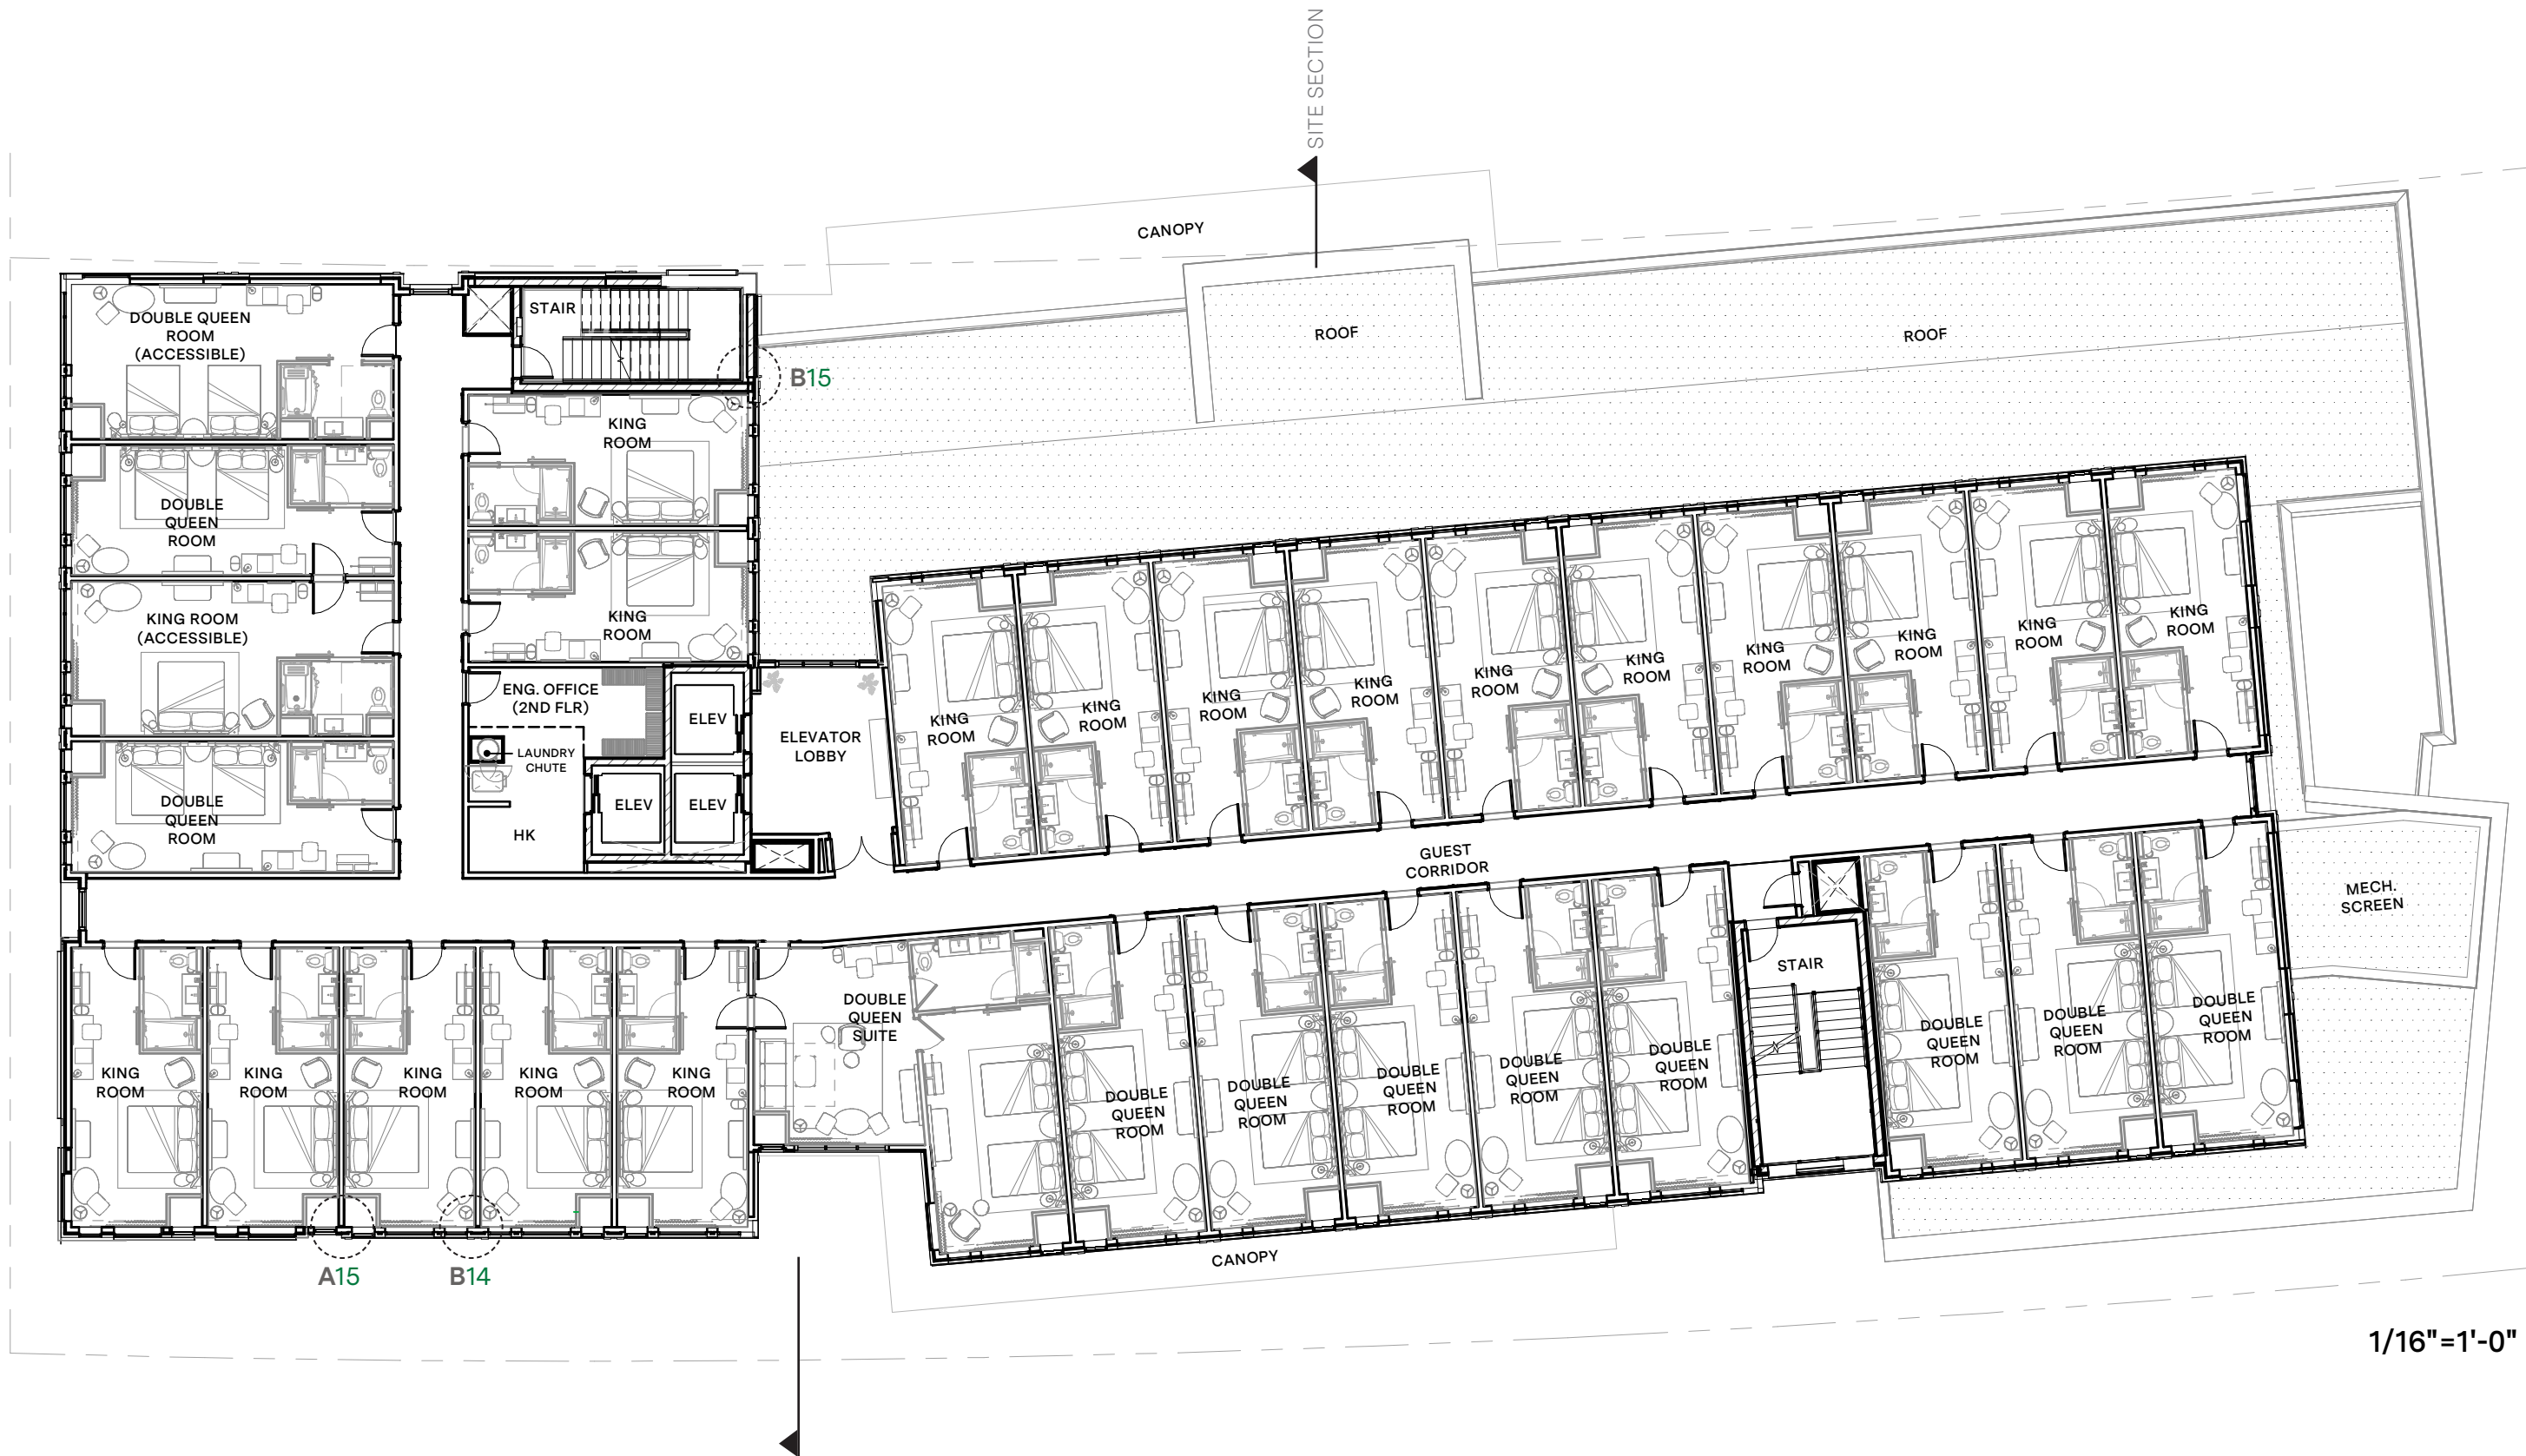 SITE SECTION
CANOPY
ROOF
ROOF
STAIR
B15
DOUBLE QUEEN
ROOM
(ACCESSIBLE)
DOUBLE
QUEEN
ROOM
KING ROOM
(ACCESSIBLE)
DOUBLE
QUEEN
ROOM
KING
ROOM
KING
ROOM
ENG. OFFICE
(2ND FLR)
LAUNDRY
CHUTE
HK
ELEV
ELEV
ELEV
ELEVATOR
LOBBY
KING
ROOM
KING
ROOM
KING
ROOM
KING
ROOM
KING
ROOM
KING
ROOM
KING
ROOM
KING
ROOM
KING
ROOM
KING
ROOM
GUEST
CORRIDOR
MECH.
SCREEN
KING
ROOM
KING
ROOM
KING
ROOM
KING
ROOM
KING
ROOM
DOUBLE
QUEEN
SUITE
DOUBLE
QUEEN
ROOM
DOUBLE
QUEEN
ROOM
DOUBLE
QUEEN
ROOM
DOUBLE
QUEEN
ROOM
DOUBLE
QUEEN
ROOM
STAIR
DOUBLE
QUEEN
ROOM
DOUBLE
QUEEN
ROOM
DOUBLE
QUEEN
ROOM
A15
B14
CANOPY
1/16"=1'-0"